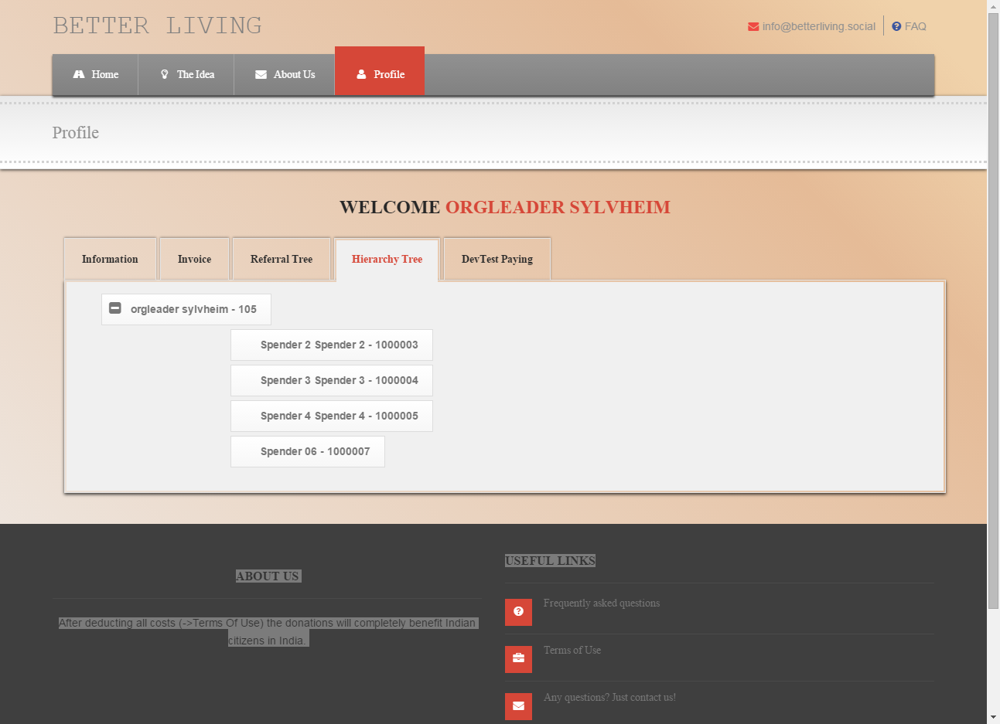 BETTER LIVING
info@betterliving.social
FAQ
Home
The Idea
About Us
Profile
Profile
WELCOME ORGLEADER SYLVHEIM
Information
Invoice
Referral Tree
Hierarchy Tree
DevTest Paying
orgleader sylvheim - 105
Spender 2 Spender 2 - 1000003
Spender 3 Spender 3 - 1000004
Spender 4 Spender 4 - 1000005
Spender 06 - 1000007
ABOUT US
After deducting all costs (->Terms Of Use) the donations will completely benefit Indian
citizens in India.
USEFUL LINKS
Frequently asked questions
Terms of Use
Any questions? Just contact us!